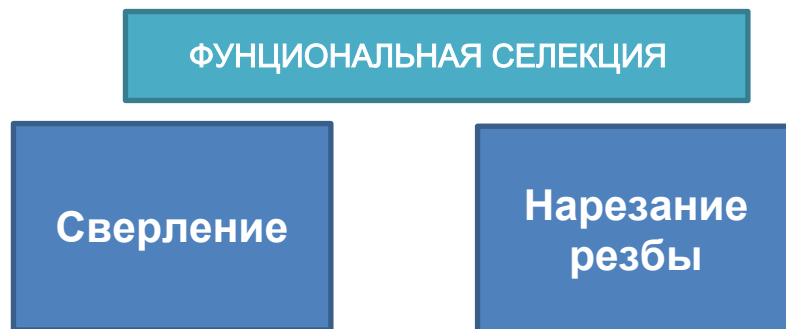 ФУНЦИОНАЛЬНАЯ СЕЛЕКЦИЯ
Сверление
Нарезание
резбы